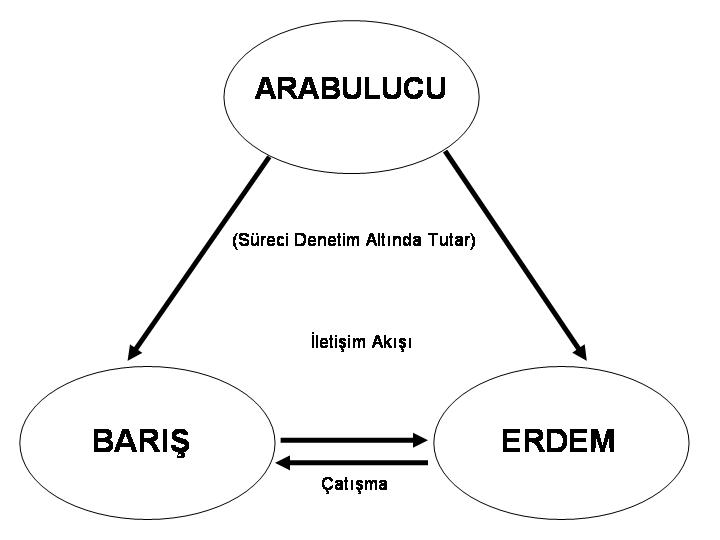 ARABULUCU
(Süreci Denetim Altında Tutar)
İletişim Akışı
BARIŞ
ERDEM
Çatışma